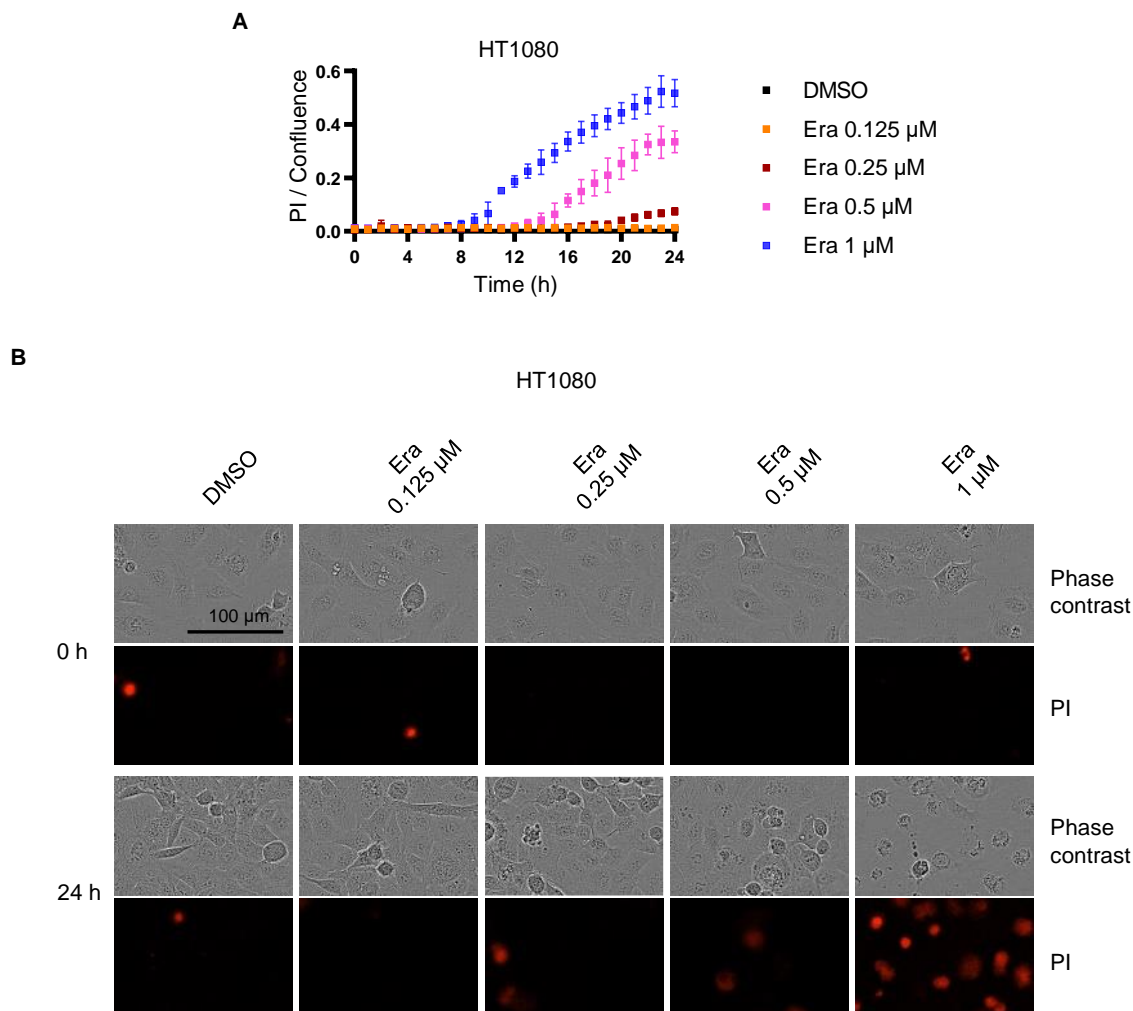 A
HT1080
PI / Confluence
0.6
0.4
0.2
0.0
0 4 8 12 16 20 24
Time (h)
DMSO
Era 0.125 µM
Era 0.25 µM
Era 0.5 µM
Era 1 µM
B
HT1080
DMSO
Era
0.125 µM
Era
0.25 µM
Era
0.5 µM
Era
1 µM
100 µm
Phase
contrast
0 h
PI
Phase
contrast
24 h
PI